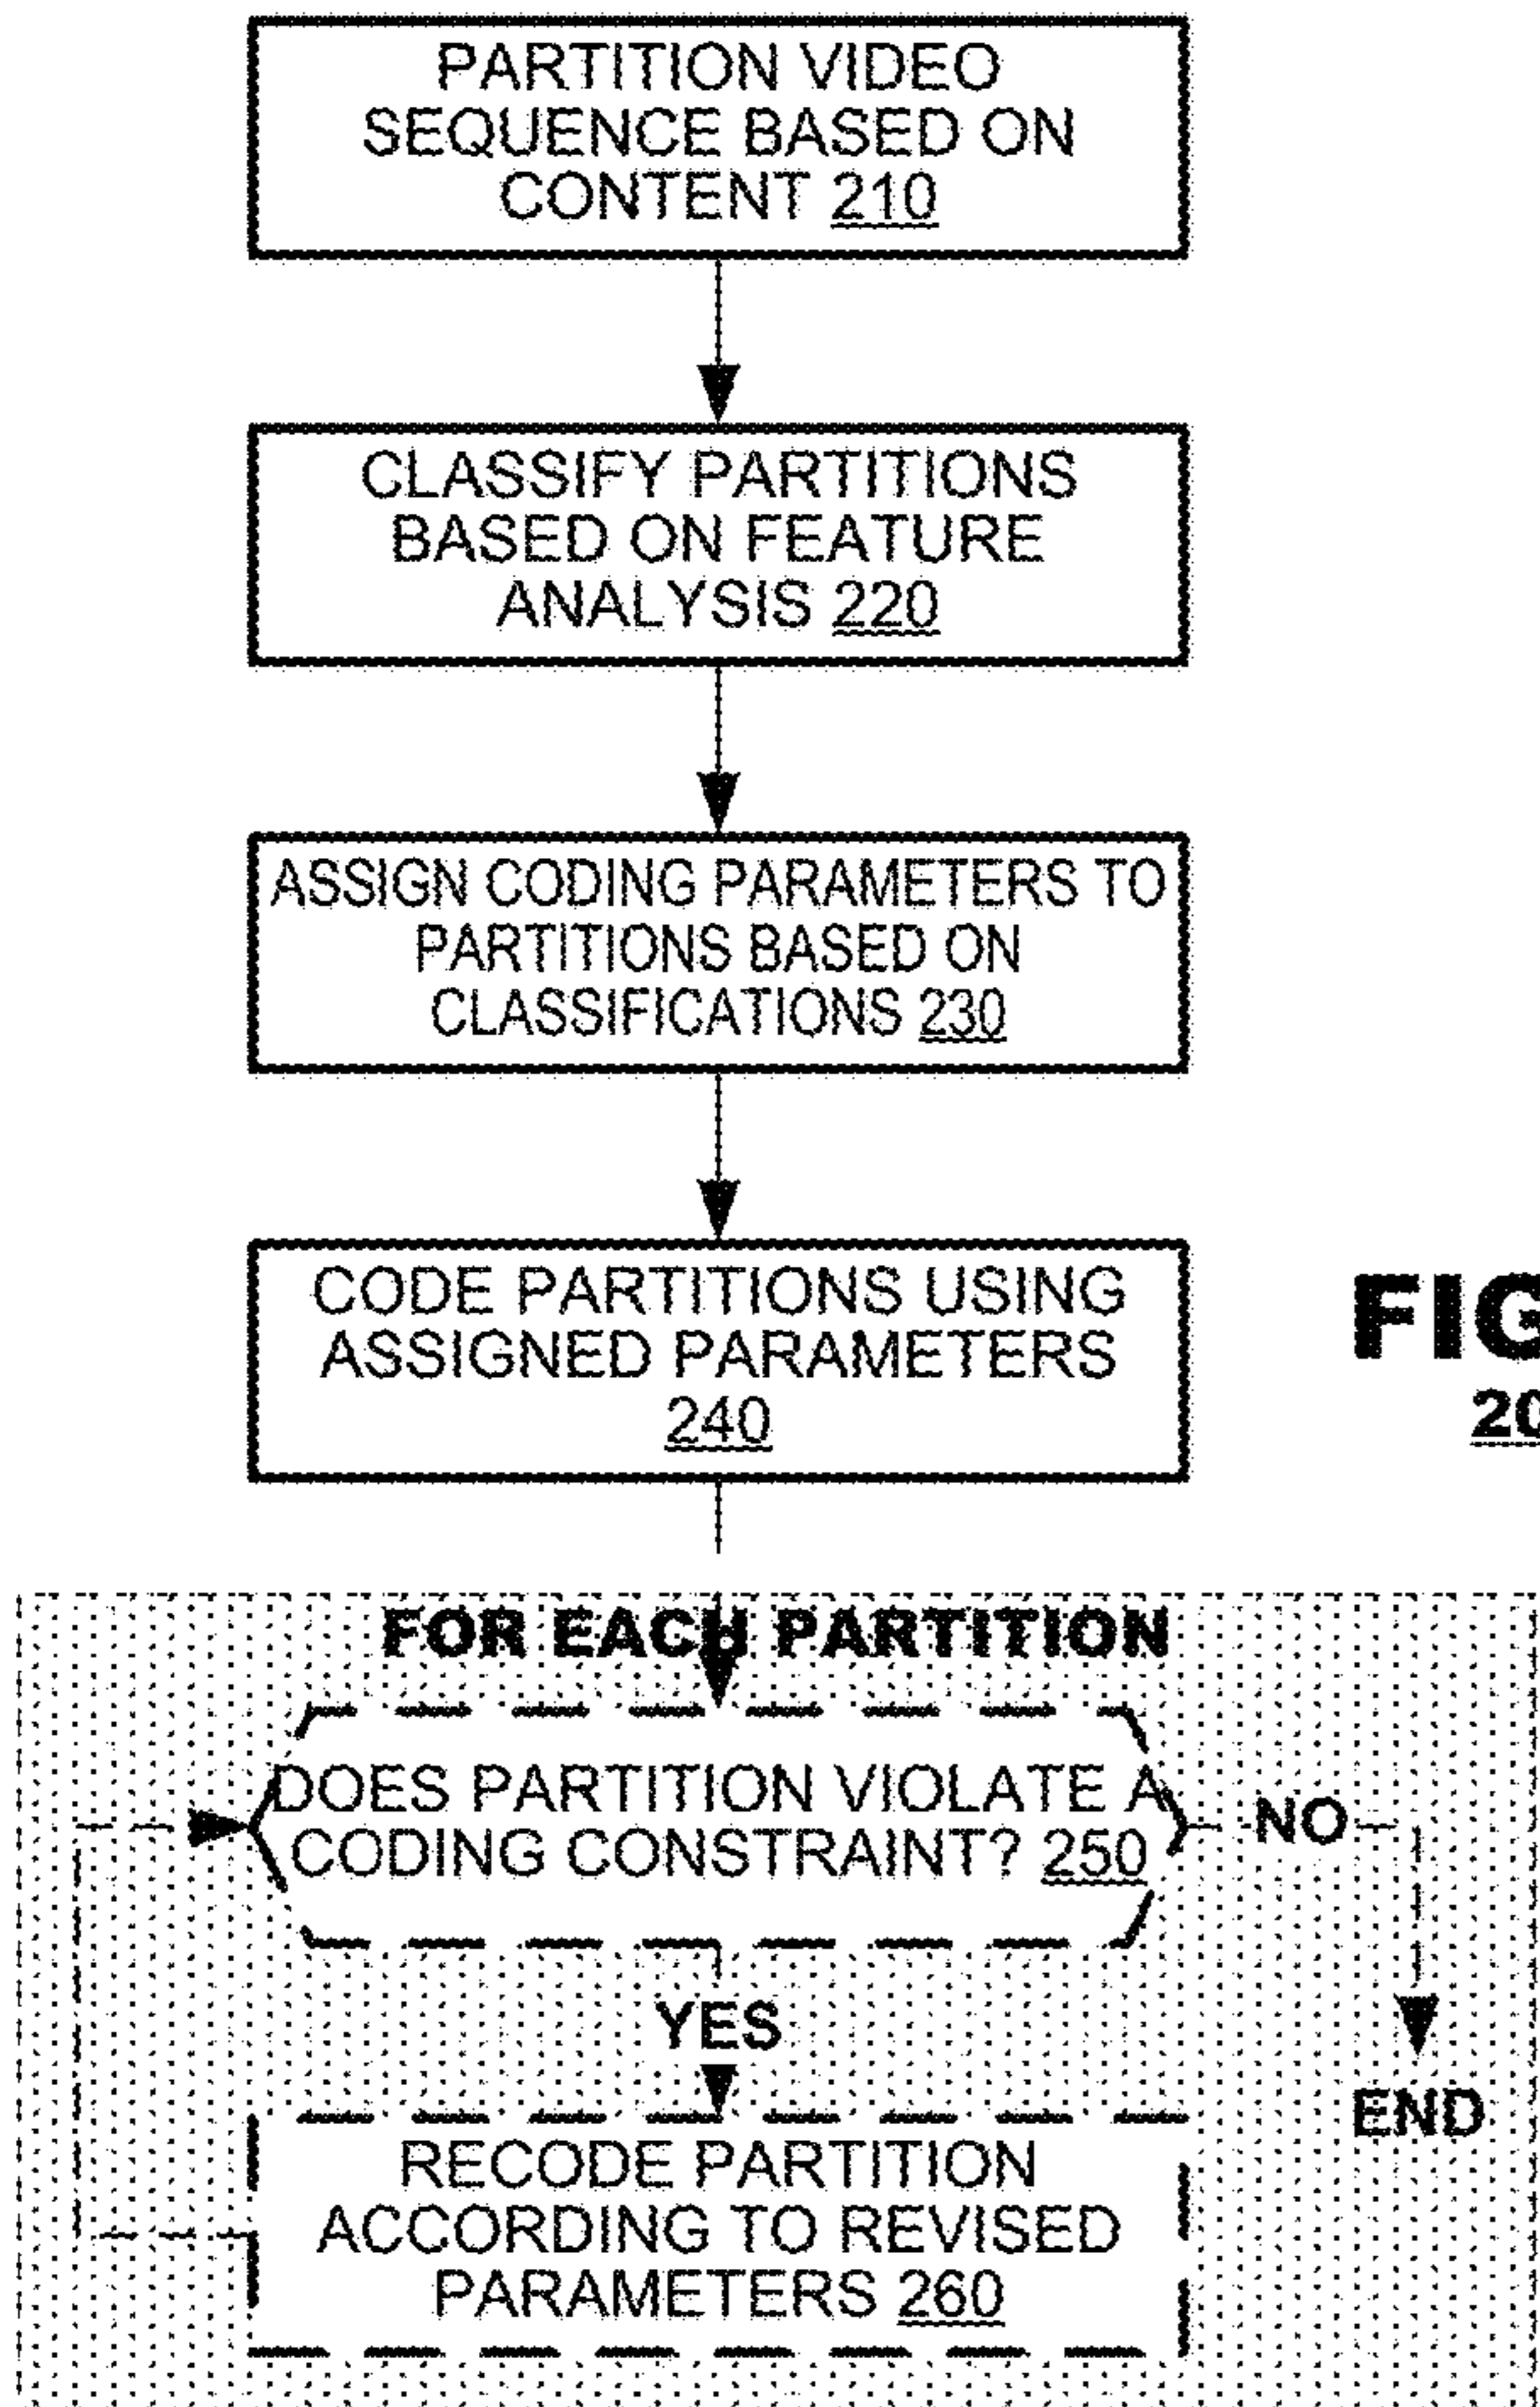 PARTITION VIDEO
SEQUENCE BASED ON
CONTENT 210
CLASSIFY PARTITIONS
BASED ON FEATURE
ANALYSIS 220
ASSIGN CODING PARAMETERS TO
PARTITIONS BASED ON
CLASSIFICATIONS 230
CODE PARTITIONS USING
ASSIGNED PARAMETERS
240
FIG
20
FOR EACH PARTITION
DOES PARTITION VIOLATE A
CODING CONSTRAINT? 250
NO
YES
END
RECODE PARTITION
ACCORDING TO REVISED
PARAMETERS 260